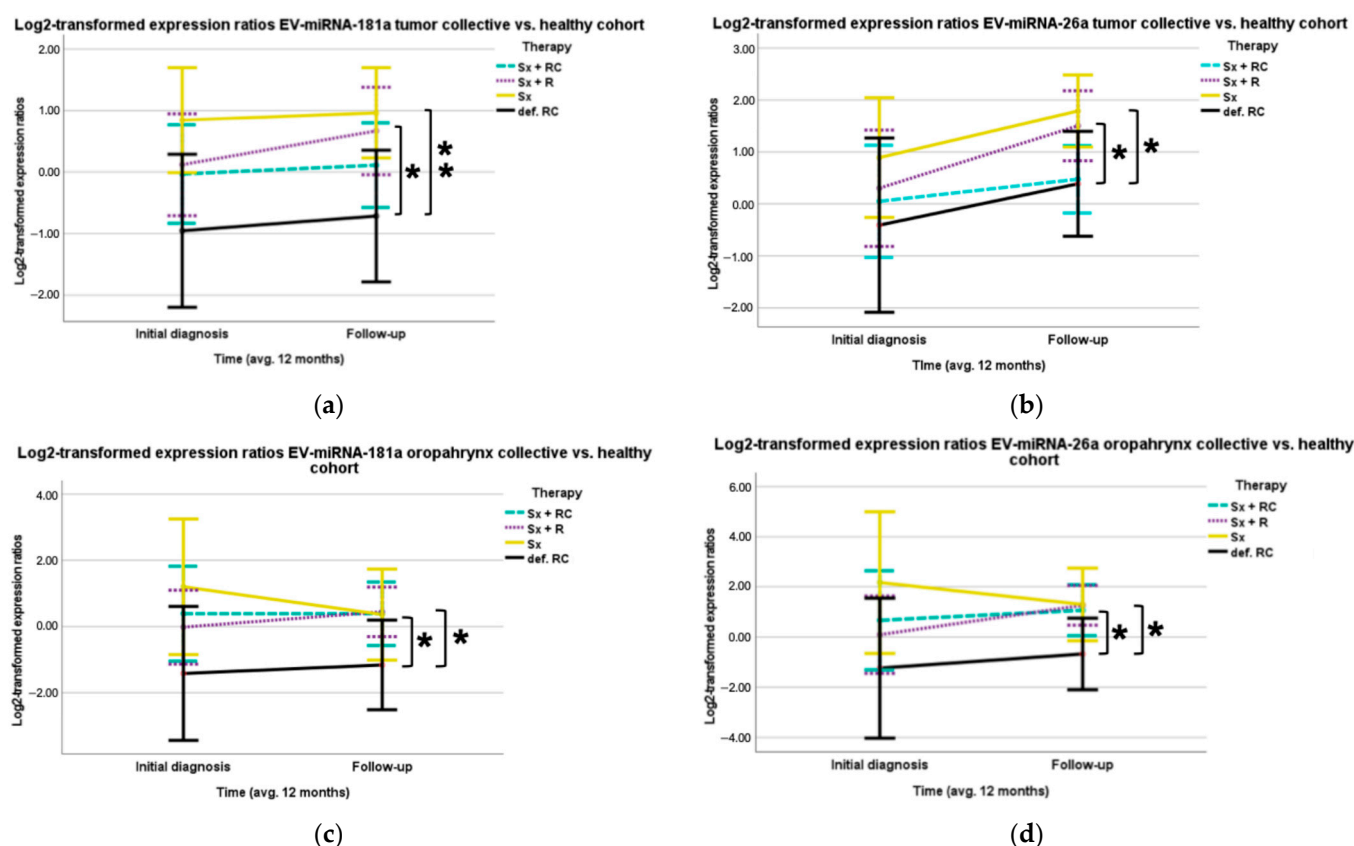 Log2-transformed expression ratios EV-miRNA-181a tumor collective vs. healthy cohort
2.00
1.00
0.00
−1.00
−2.00
Log2-transformed expression ratios
Therapy
Sx + RC
Sx + R
Sx
def. RC
*
*
*
Initial diagnosis
Follow-up
Time (avg. 12 months)
(a)
Log2-transformed expression ratios EV-miRNA-26a tumor collective vs. healthy cohort
3.00
2.00
1.00
0.00
−1.00
−2.00
Log2-transformed expression ratios
Therapy
Sx + RC
Sx + R
Sx
def. RC
*
*
Initial diagnosis
Follow-up
TIme (avg. 12 months)
(b)
Log2-transformed expression ratios EV-miRNA-181a oropahrynx collective vs. healthy
cohort
4.00
2.00
0.00
−2.00
Log2-transformed expression ratios
Therapy
Sx + RC
Sx + R
Sx
def. RC
*
*
Initial diagnosis
Follow-up
Time (avg. 12 months)
(c)
Log2-transformed expression ratios EV-miRNA-26a oropahrynx collective vs. healthy
cohort
6.00
4.00
2.00
0.00
−2.00
−4.00
Log2-transformed expression ratios
Therapy
Sx + RC
Sx + R
Sx
def. RC
*
*
Initial diagnosis
Follow-up
Time (avg. 12 months)
(d)